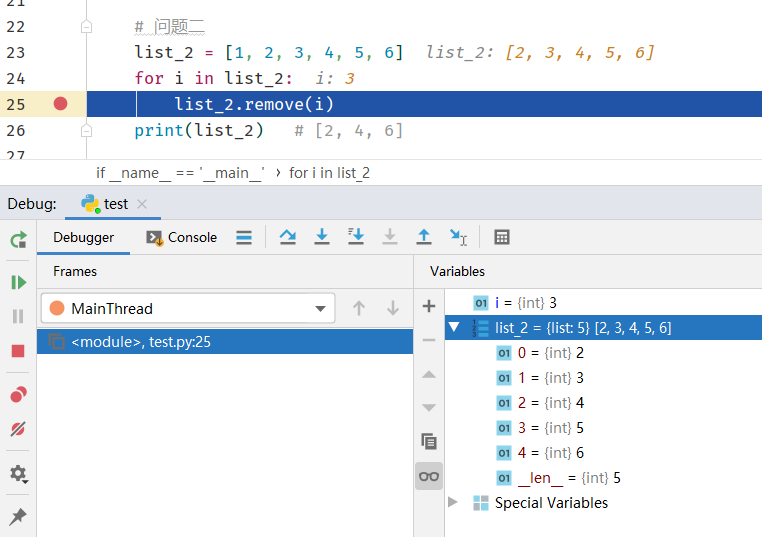 21
22 # 问题二
23 list_2 = [1, 2, 3, 4, 5, 6] list_2: [2, 3, 4, 5, 6]
24 for i in list_2: i: 3
25 list_2.remove(i)
26 print(list_2) # [2, 4, 6]
27
if __name__ == '__main__' › for i in list_2
Debug: test
Debugger Console
Frames
MainThread
<module>, test.py:25
Variables
i = {int} 3
list_2 = {list: 5} [2, 3, 4, 5, 6]
0 = {int} 2
1 = {int} 3
2 = {int} 4
3 = {int} 5
4 = {int} 6
__len__ = {int} 5
Special Variables